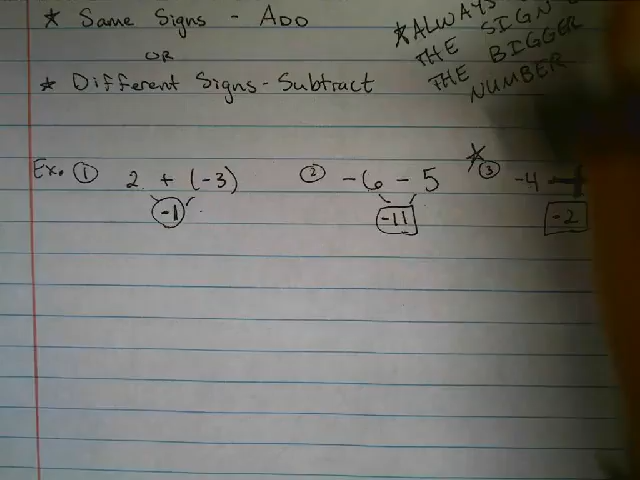 * Same Signs - ADD
OR
* Different Signs - Subtract
*ALWAYS
THE SIGN
THE BIGGER
NUMBER
Ex. ① 2 + (-3) ② -6 - 5 * ③ -4
-1 -11 -2